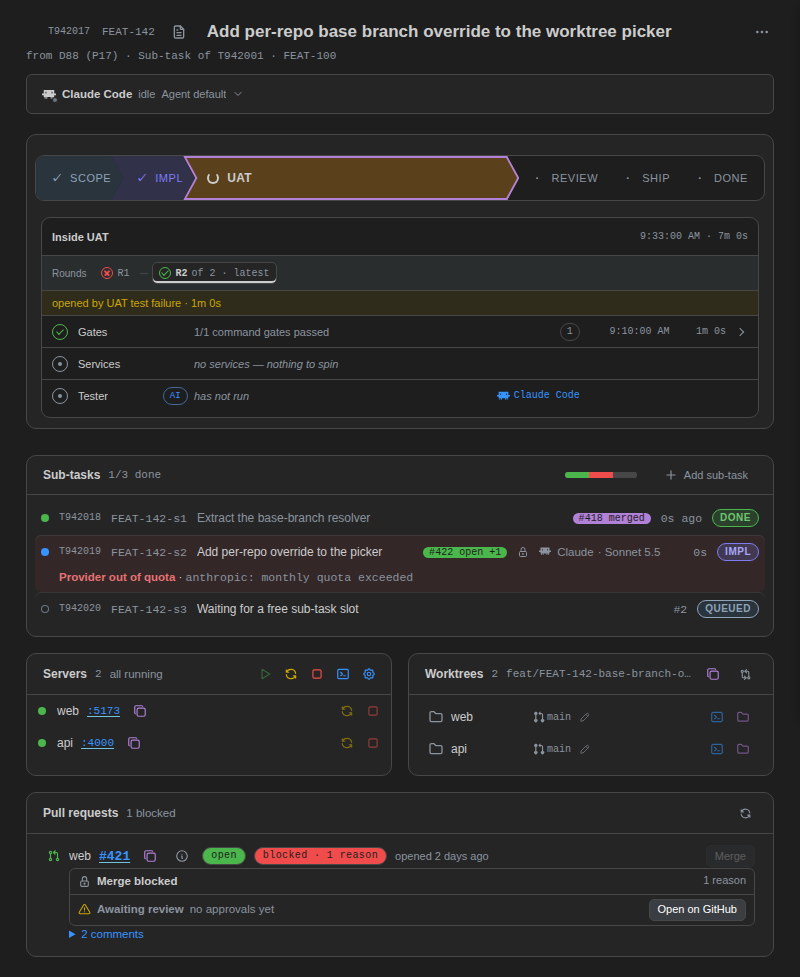 T942017 FEAT-142 Add per-repo base branch override to the worktree picker
from D88 (P17) · Sub-task of T942001 · FEAT-100
Claude Code idle Agent default
SCOPE IMPL UAT REVIEW SHIP DONE
Inside UAT 9:33:00 AM · 7m 0s
Rounds R1 — R2 of 2 · latest
opened by UAT test failure · 1m 0s
Gates 1/1 command gates passed 1 9:10:00 AM 1m 0s
Services no services — nothing to spin
Tester AI has not run Claude Code
Sub-tasks 1/3 done Add sub-task
T942018 FEAT-142-s1 Extract the base-branch resolver #418 merged 0s ago DONE
T942019 FEAT-142-s2 Add per-repo override to the picker #422 open +1 Claude · Sonnet 5.5 0s IMPL
Provider out of quota · anthropic: monthly quota exceeded
T942020 FEAT-142-s3 Waiting for a free sub-task slot #2 QUEUED
Servers 2 all running
web :5173
api :4000
Worktrees 2 feat/FEAT-142-base-branch-o…
web main
api main
Pull requests 1 blocked
web #421 open blocked · 1 reason opened 2 days ago Merge
Merge blocked 1 reason
Awaiting review no approvals yet Open on GitHub
2 comments